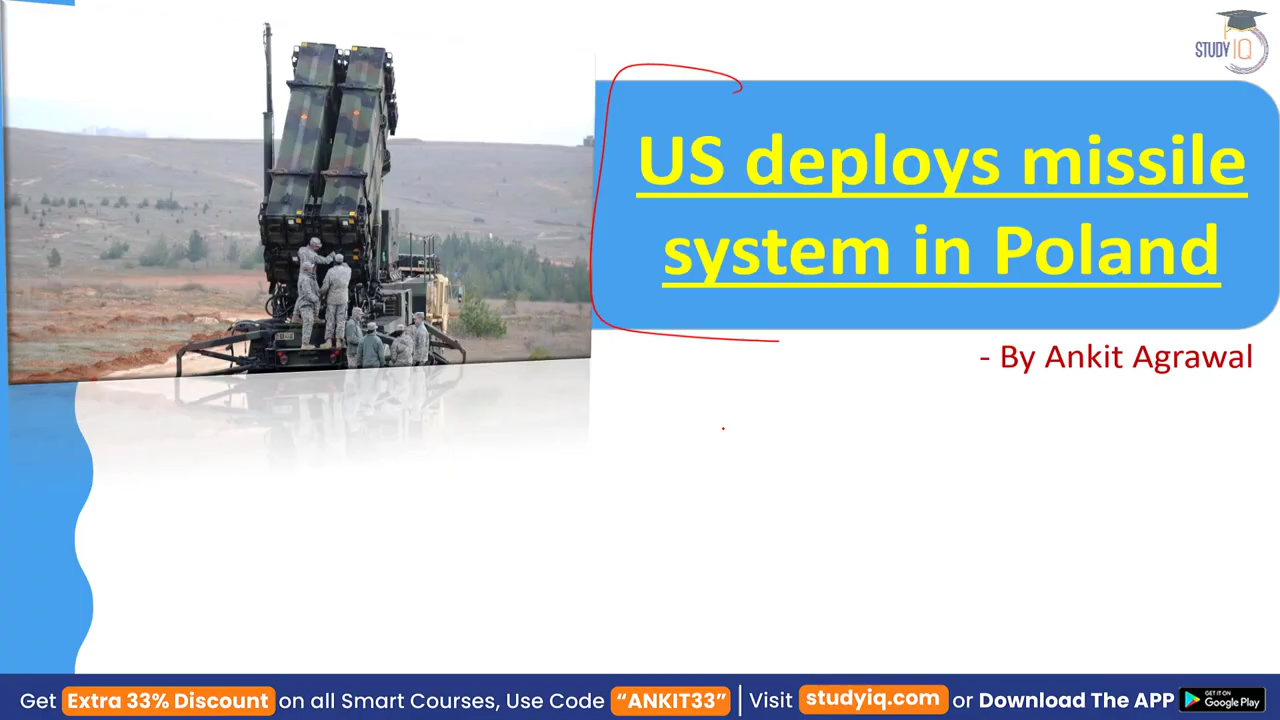 STUDY IQ
US deploys missile
system in Poland
- By Ankit Agrawal
Get Extra 33% Discount on all Smart Courses, Use Code “ANKIT33” | Visit studyiq.com or Download The APP GET IT ON Google Play